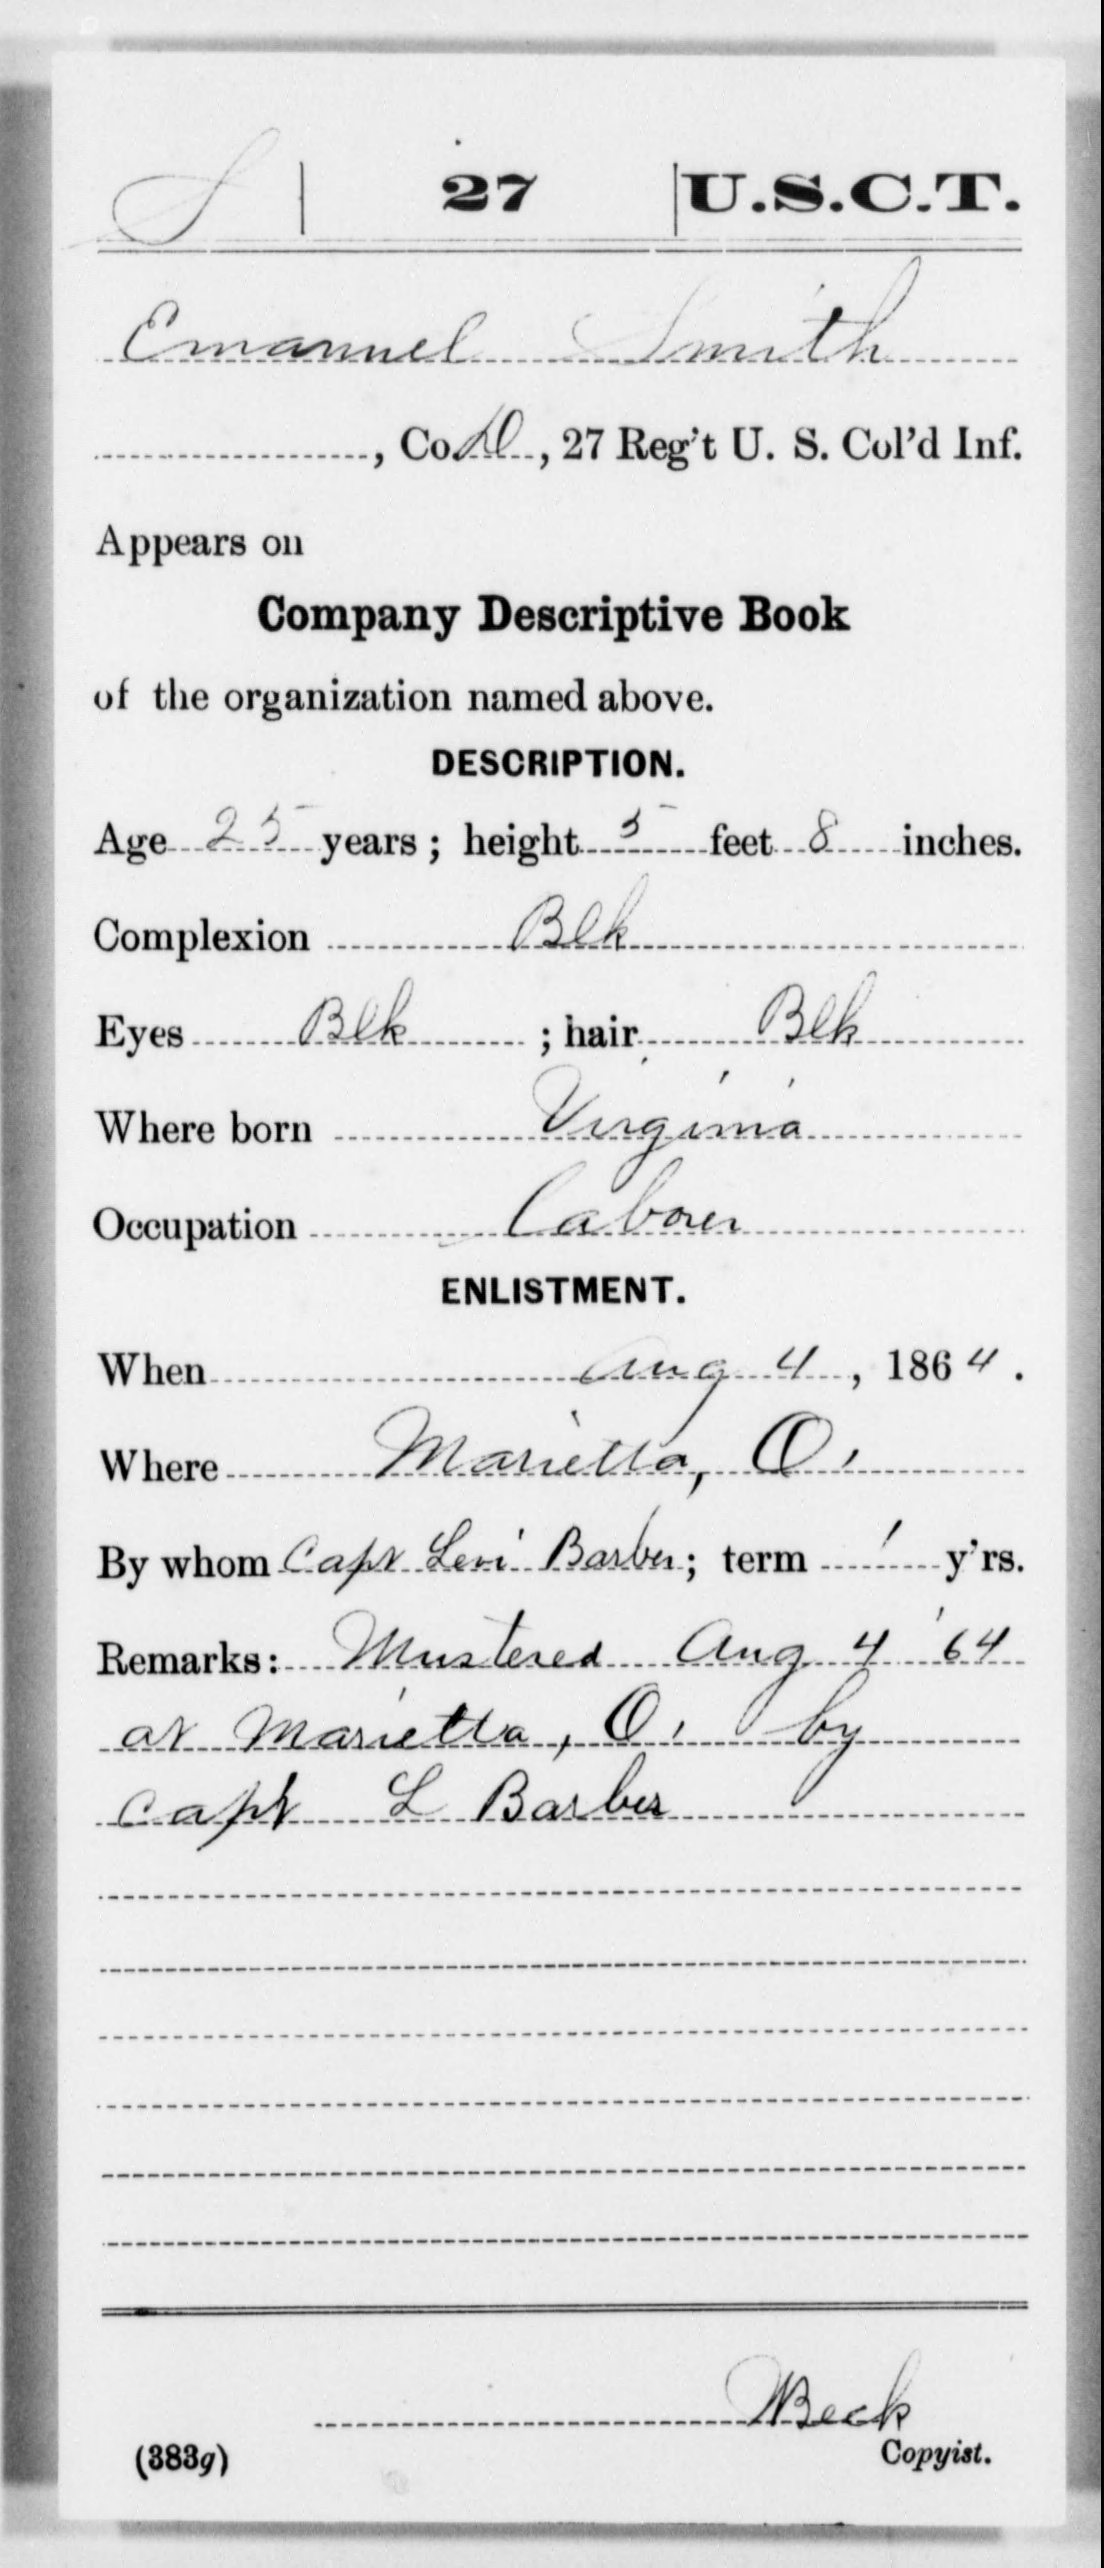 S | 27 | U.S.C.T.
Emanuel Smith
, Co. D, 27 Reg't U. S. Col'd Inf.
Appears on
Company Descriptive Book
of the organization named above.
DESCRIPTION.
Age 25 years; height 5 feet 8 inches.
Complexion Blk
Eyes Blk ; hair Blk
Where born Virginia
Occupation Laborer
ENLISTMENT.
When Aug 4, 1864.
Where Marietta, O.
By whom Capt Levi Barber; term 1 y'rs.
Remarks: Mustered Aug 4 '64
at Marietta, O. by
Capt L Barber
Beck
(383g) Copyist.